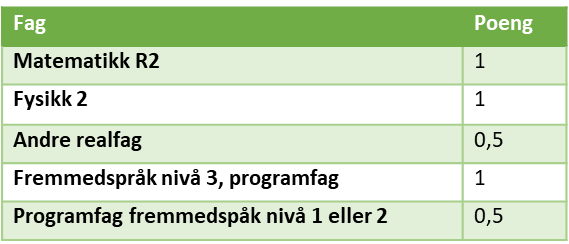 Fag Poeng
Matematikk R2 1
Fysikk 2 1
Andre realfag 0,5
Fremmedspråk nivå 3, programfag 1
Programfag fremmedspåk nivå 1 eller 2 0,5